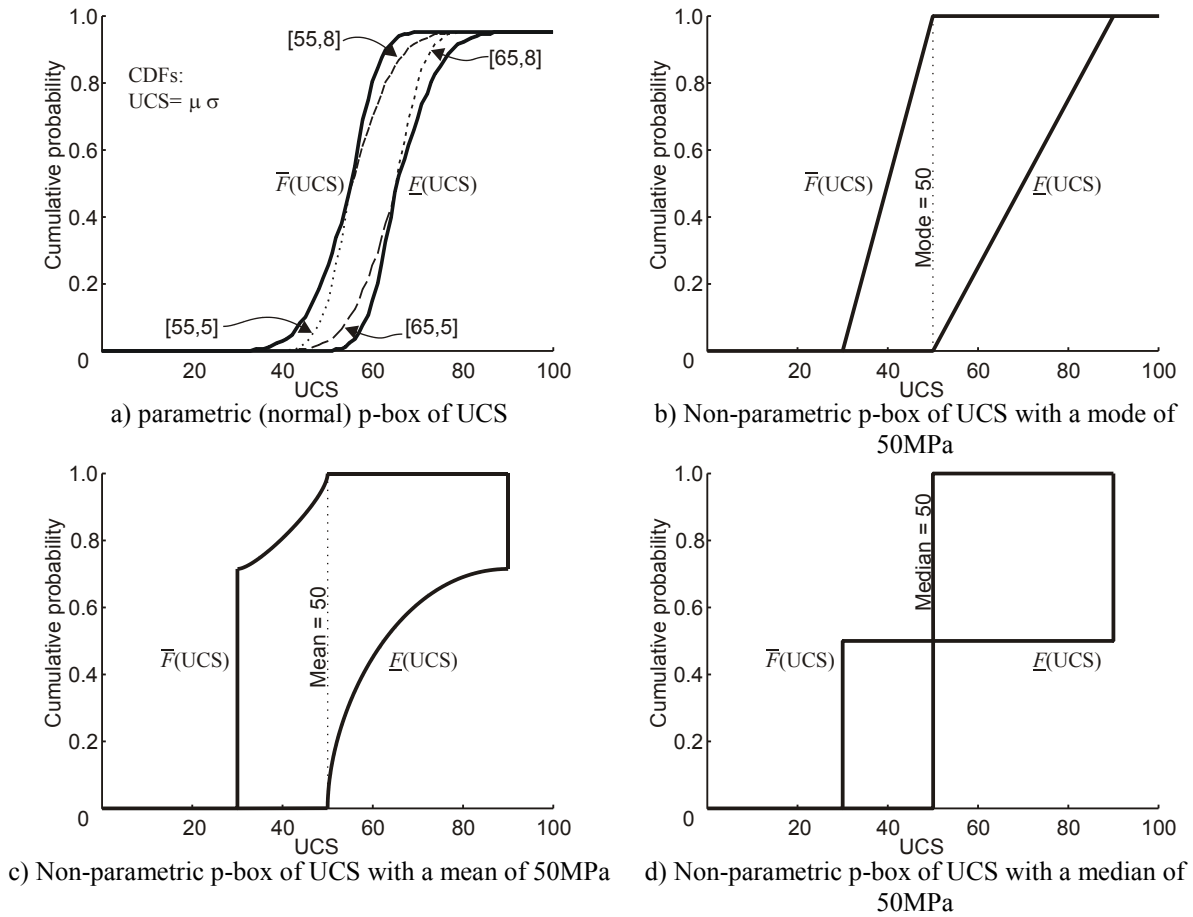 1.0
0.8
0.6
0.4
0.2
0
Cumulative probability
CDFs:
UCS= μ σ
[55,8]
[65,8]
F̅(UCS)
F̲(UCS)
[55,5]
[65,5]
20
40
60
80
100
UCS
a) parametric (normal) p-box of UCS
1.0
0.8
0.6
0.4
0.2
0
Cumulative probability
F̅(UCS)
Mode = 50
F̲(UCS)
20
40
60
80
100
UCS
b) Non-parametric p-box of UCS with a mode of
50MPa
1.0
0.8
0.6
0.4
0.2
0
Cumulative probability
F̅(UCS)
Mean = 50
F̲(UCS)
20
40
60
80
100
UCS
c) Non-parametric p-box of UCS with a mean of 50MPa
1.0
0.8
0.6
0.4
0.2
0
Cumulative probability
Median = 50
F̅(UCS)
F̲(UCS)
20
40
60
80
100
UCS
d) Non-parametric p-box of UCS with a median of
50MPa